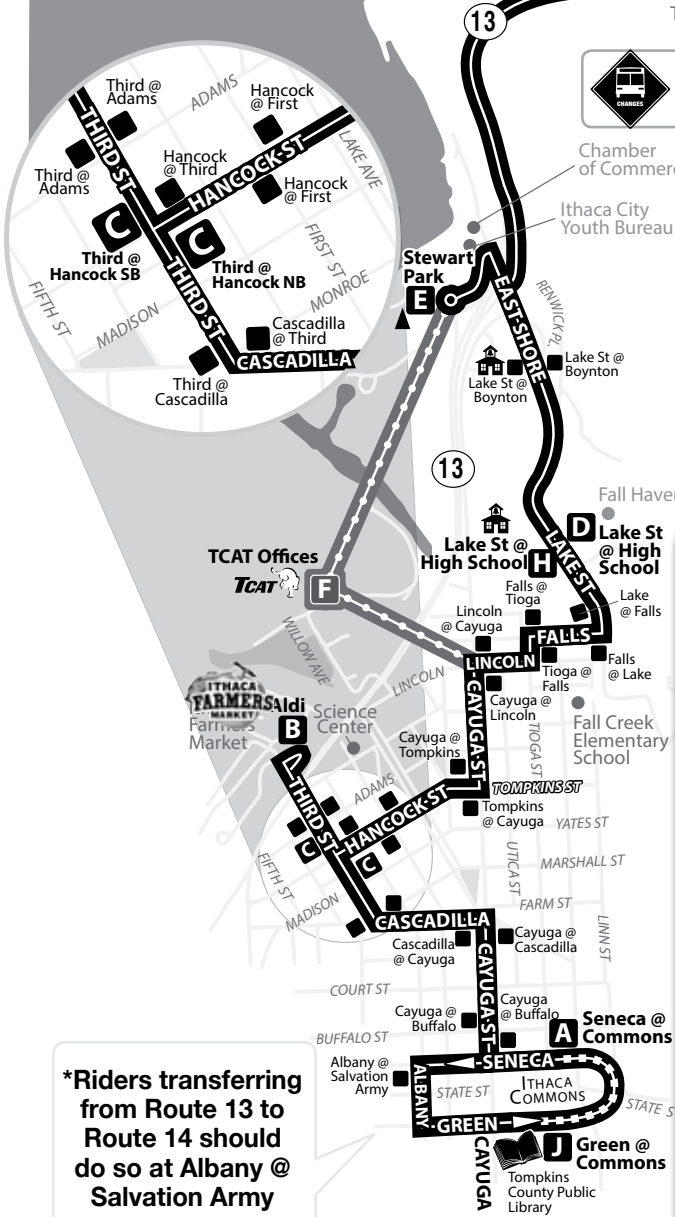 13
T
CHANGES
Third @
Adams
ADAMS
Hancock
@ First
THIRD ST
Third @
Adams
Hancock
@ Third
HANCOCK ST
LAKE AVE
Hancock
@ First
C
Third @
Hancock SB
C
Third @
Hancock NB
FIRST ST
MONROE
FIFTH ST
MADISON
THIRD ST
Cascadilla
@ Third
CASCADILLA
Third @
Cascadilla
Chamber
of Commer
Ithaca City
Youth Bureau
Stewart
Park
E
EAST SHORE
RENWICK PL.
Lake St @
Boynton
Lake St @
Boynton
13
Fall Have
D
Lake St
@ High
School
Lake St @
High School
H
LAKE ST
TCAT Offices
TCAT
F
Falls @
Tioga
Lake
@ Falls
Lincoln
@ Cayuga
FALLS
LINCOLN
Tioga @
Falls
Falls
@ Lake
WILLOW AVE
LINCOLN
Cayuga @
Lincoln
CAYUGA ST
TIOGA ST
Fall Creek
Elementary
School
ITHACA
FARMERS
MARKET
Farmers
Market
Aldi
B
Science
Center
Cayuga @
Tompkins
TOMPKINS ST
ADAMS
THIRD ST
HANCOCK ST
Tompkins
@ Cayuga
YATES ST
C
C
MARSHALL ST
UTICA ST
FIFTH ST
MADISON
FARM ST
LINN ST
CASCADILLA
Cascadilla
@ Cayuga
Cayuga @
Cascadilla
CAYUGA ST
COURT ST
Cayuga @
Buffalo
Cayuga
@ Buffalo
A
Seneca @
Commons
BUFFALO ST
Albany @
Salvation
Army
SENECA
ALBANY
STATE ST
ITHACA
COMMONS
STATE S
GREEN
CAYUGA
J
Green @
Commons
Tompkins
County Public
Library
*Riders transferring
from Route 13 to
Route 14 should
do so at Albany @
Salvation Army